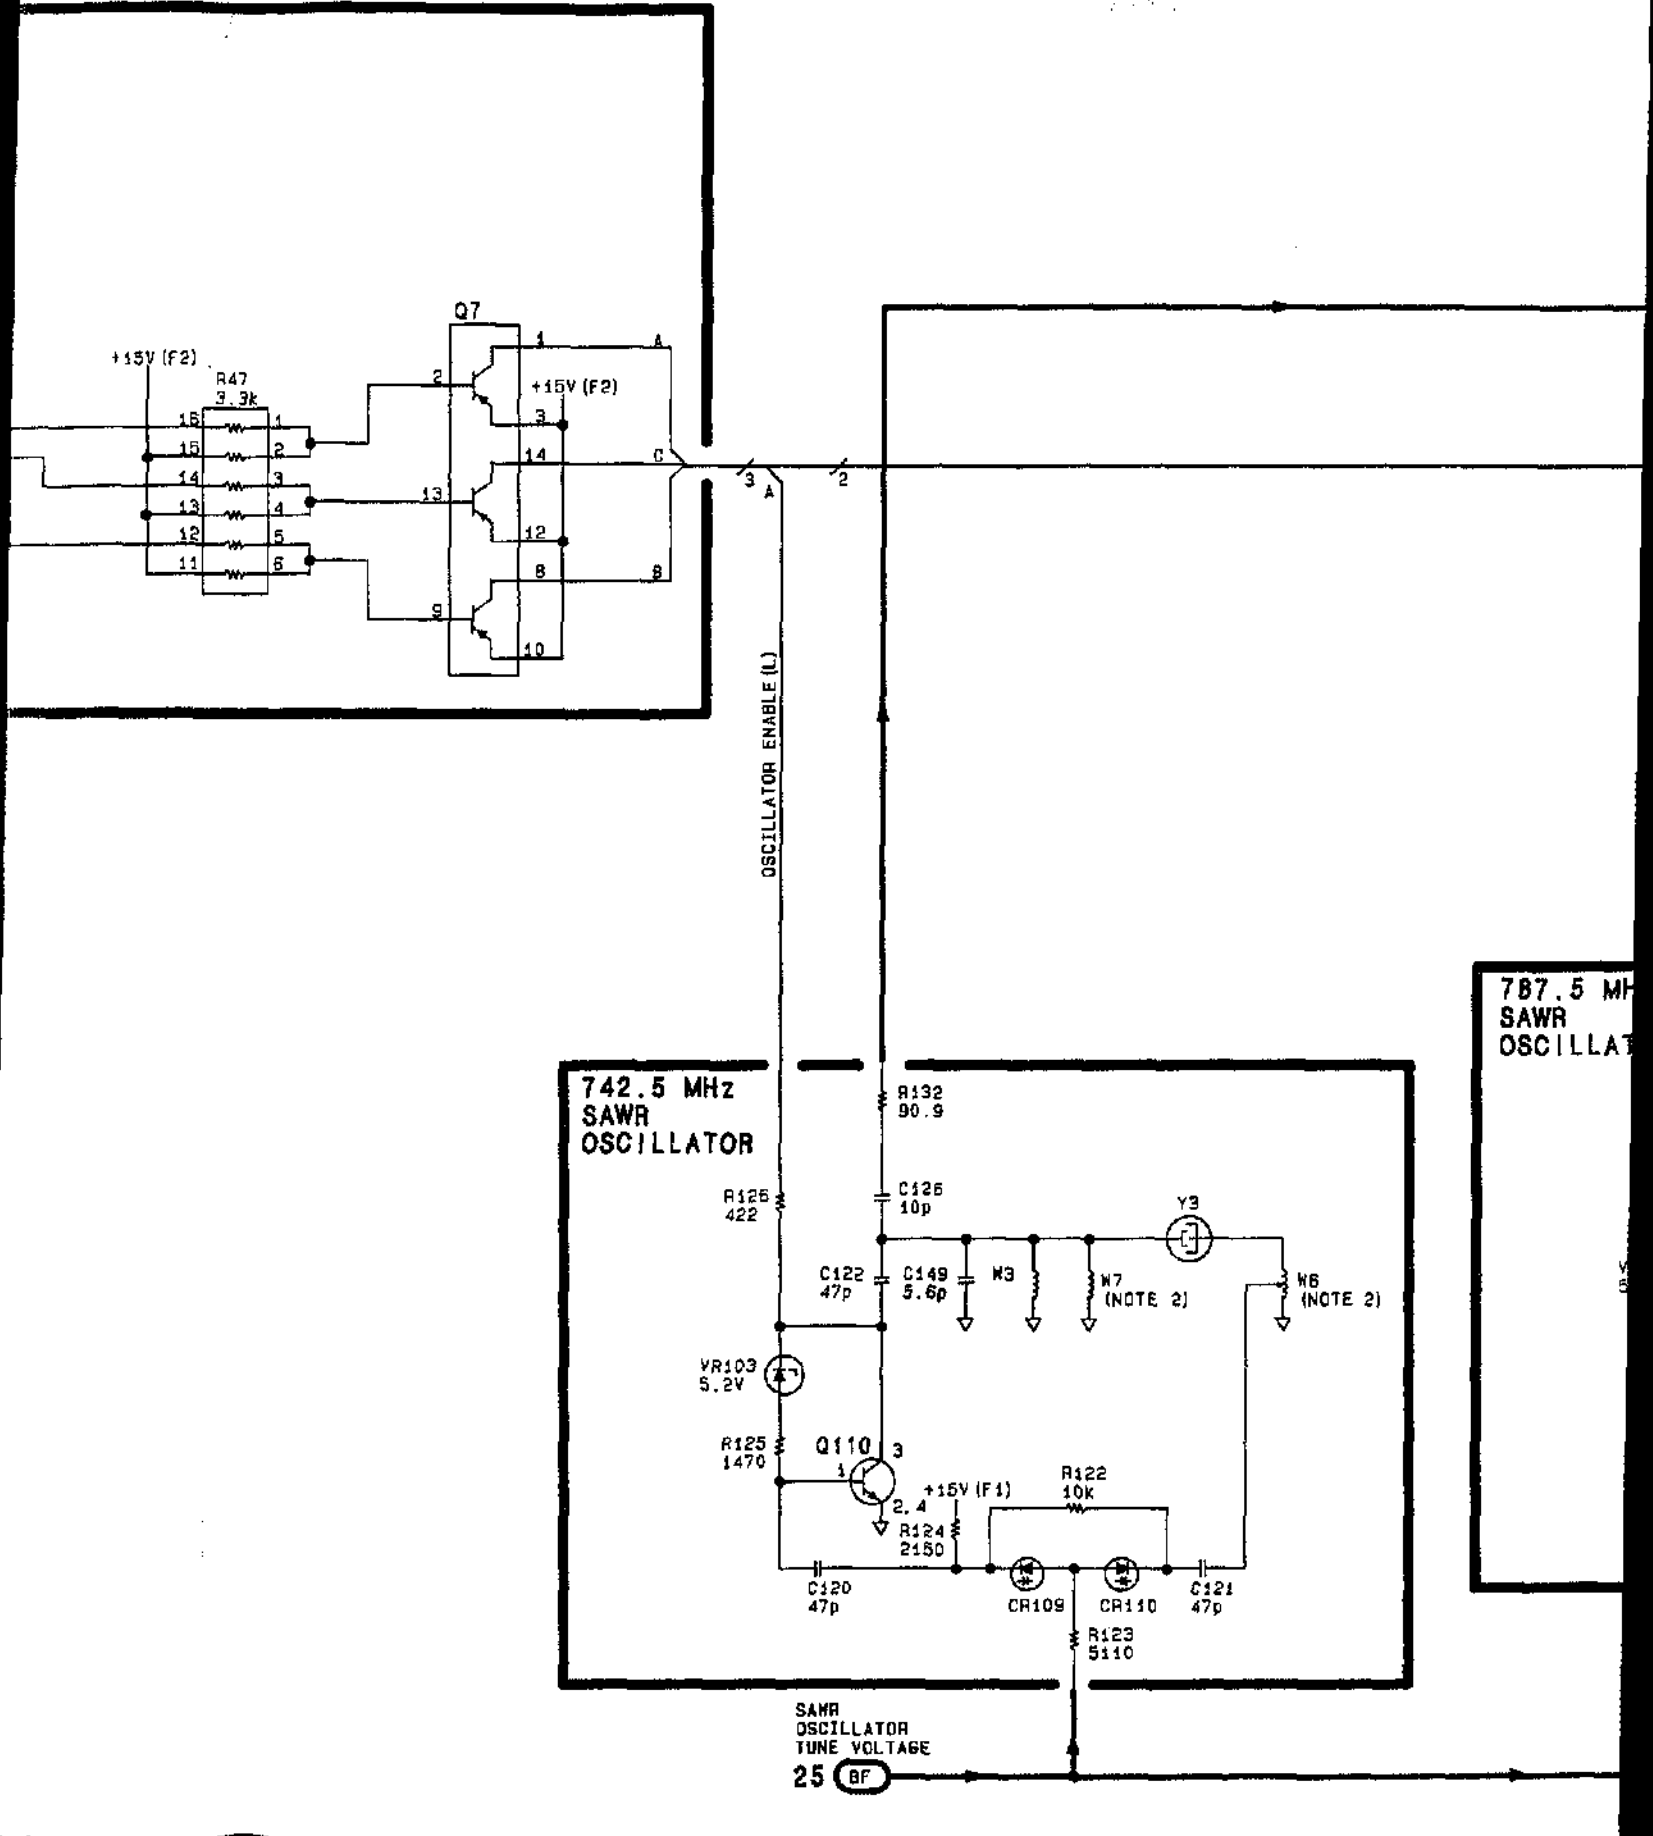 Q7
+15V (F2)
R47
3.3k
16
1
15
2
14
3
13
4
12
5
11
6
2
1
A
+15V (F2)
3
14
C
13
12
8
B
9
10
3
A
2
OSCILLATOR ENABLE (L)
787.5 MH
SAWR
OSCILLAT
742.5 MHz
SAWR
OSCILLATOR
R132
90.9
R126
422
C126
10p
Y3
C122
47p
C149
5.6p
W3
W7
(NOTE 2)
W6
(NOTE 2)
VR103
5.2V
R125
1470
Q110
3
1
2,4
+15V (F1)
R124
2150
R122
10k
C120
47p
CR109
CR110
C121
47p
R123
5110
SAWR
OSCILLATOR
TUNE VOLTAGE
25 BF